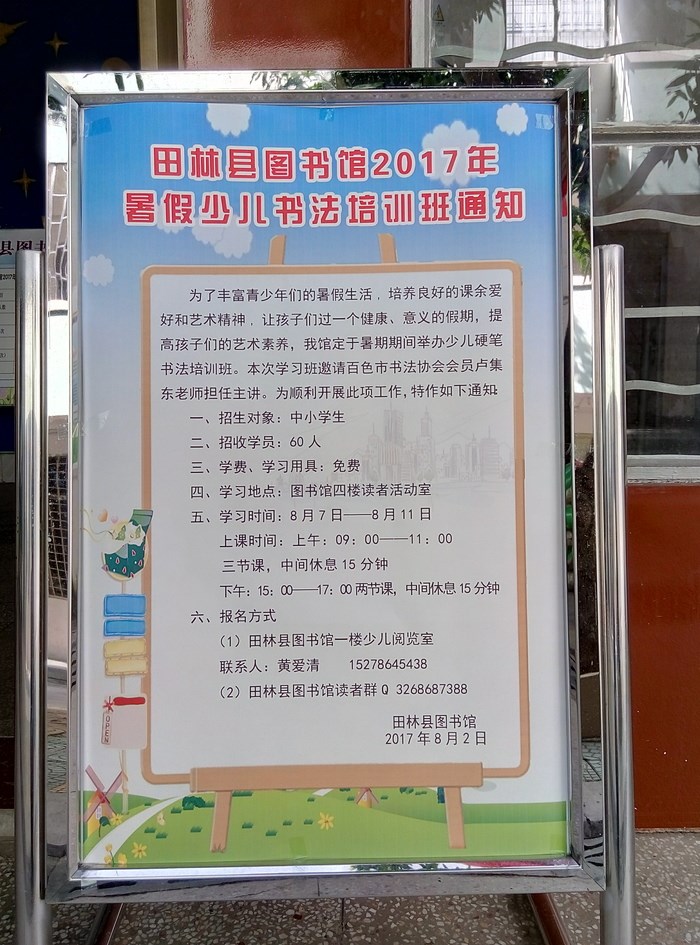 田林县图书馆2017年
暑假少儿书法培训班通知
为了丰富青少年们的暑假生活，培养良好的课余爱
好和艺术精神，让孩子们过一个健康、意义的假期，提
高孩子们的艺术素养，我馆定于暑期期间举办少儿硬笔
书法培训班。本次学习班邀请百色市书法协会会员卢集
东老师担任主讲。为顺利开展此项工作，特作如下通知：
一、招生对象：中小学生
二、招收学员：60人
三、学费、学习用具：免费
四、学习地点：图书馆四楼读者活动室
五、学习时间：8月7日——8月11日
上课时间：上午：09：00——11：00
三节课，中间休息15分钟
下午：15：00——17：00两节课，中间休息15分钟
六、报名方式
（1）田林县图书馆一楼少儿阅览室
联系人：黄爱清 15278645438
（2）田林县图书馆读者群Q 3268687388
田林县图书馆
2017年8月2日
OPEN
县图书